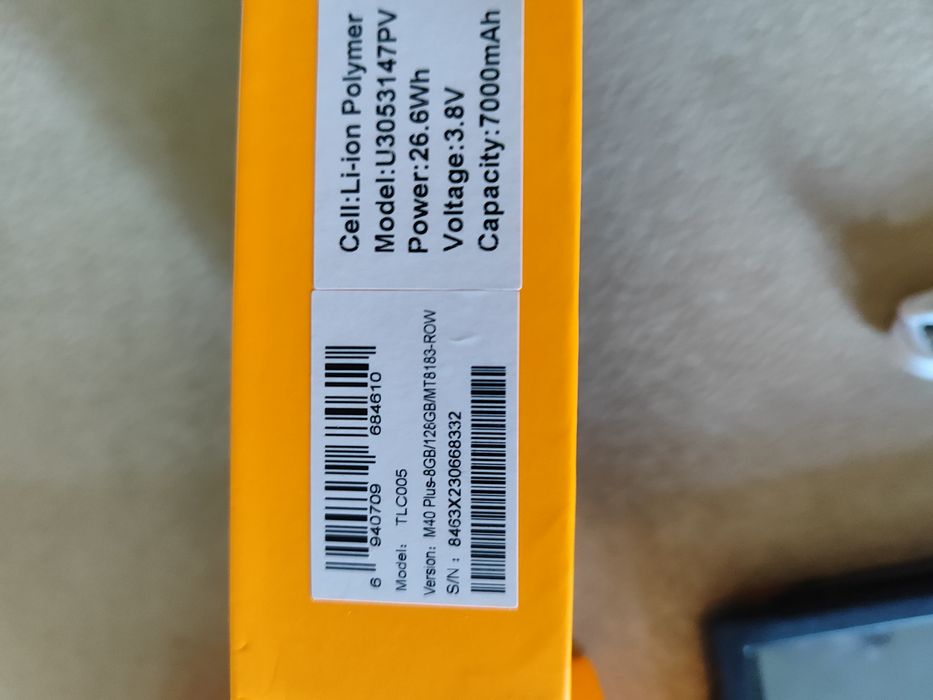 Cell:Li-ion Polymer
Model:U3053147PV
Power:26.6Wh
Voltage:3.8V
Capacity:7000mAh
6 940709 684610
Model: TLC005
Version: M40 Plus-8GB/128GB/MT8183-ROW
S/N : 8463X230668332